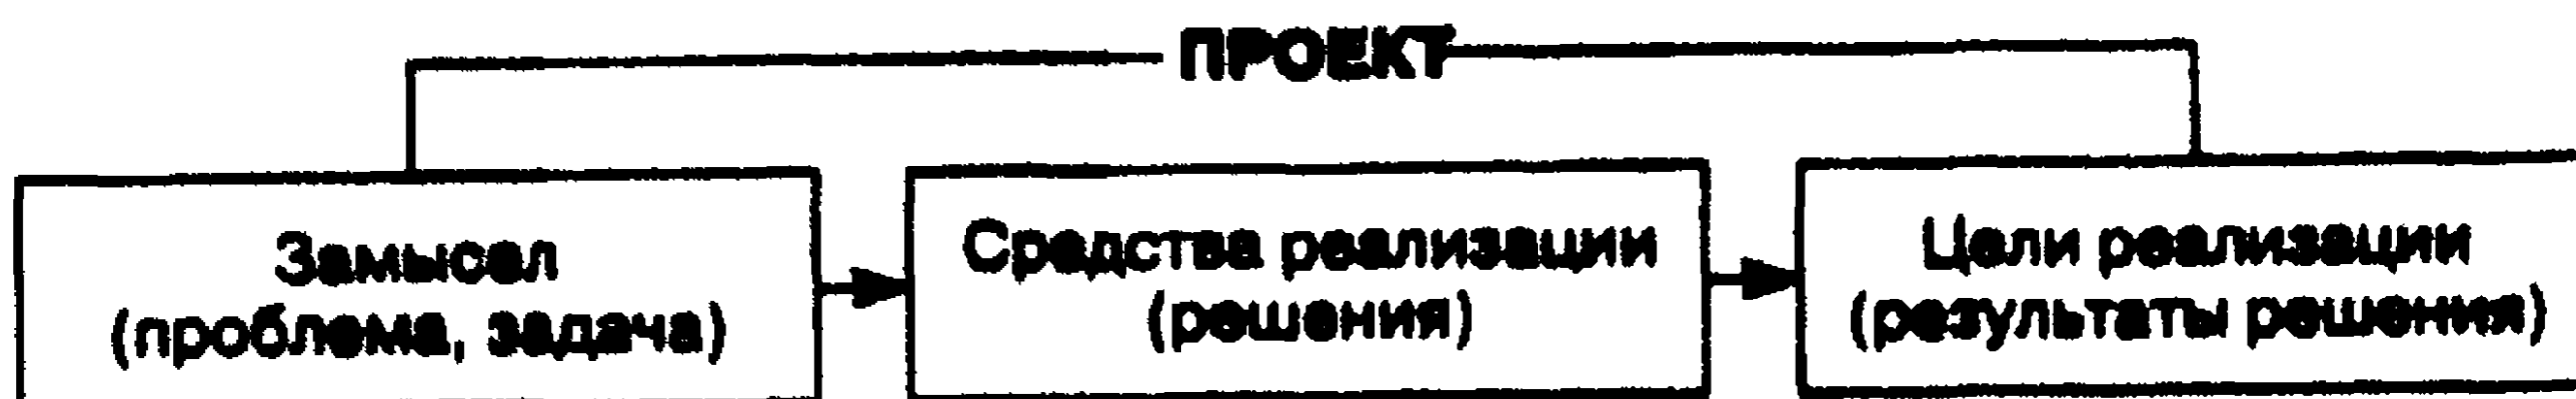 ПРОЕКТ
Замысел
(проблема, задача)
Средства реализации
(решения)
Цели реализации
(результаты решения)